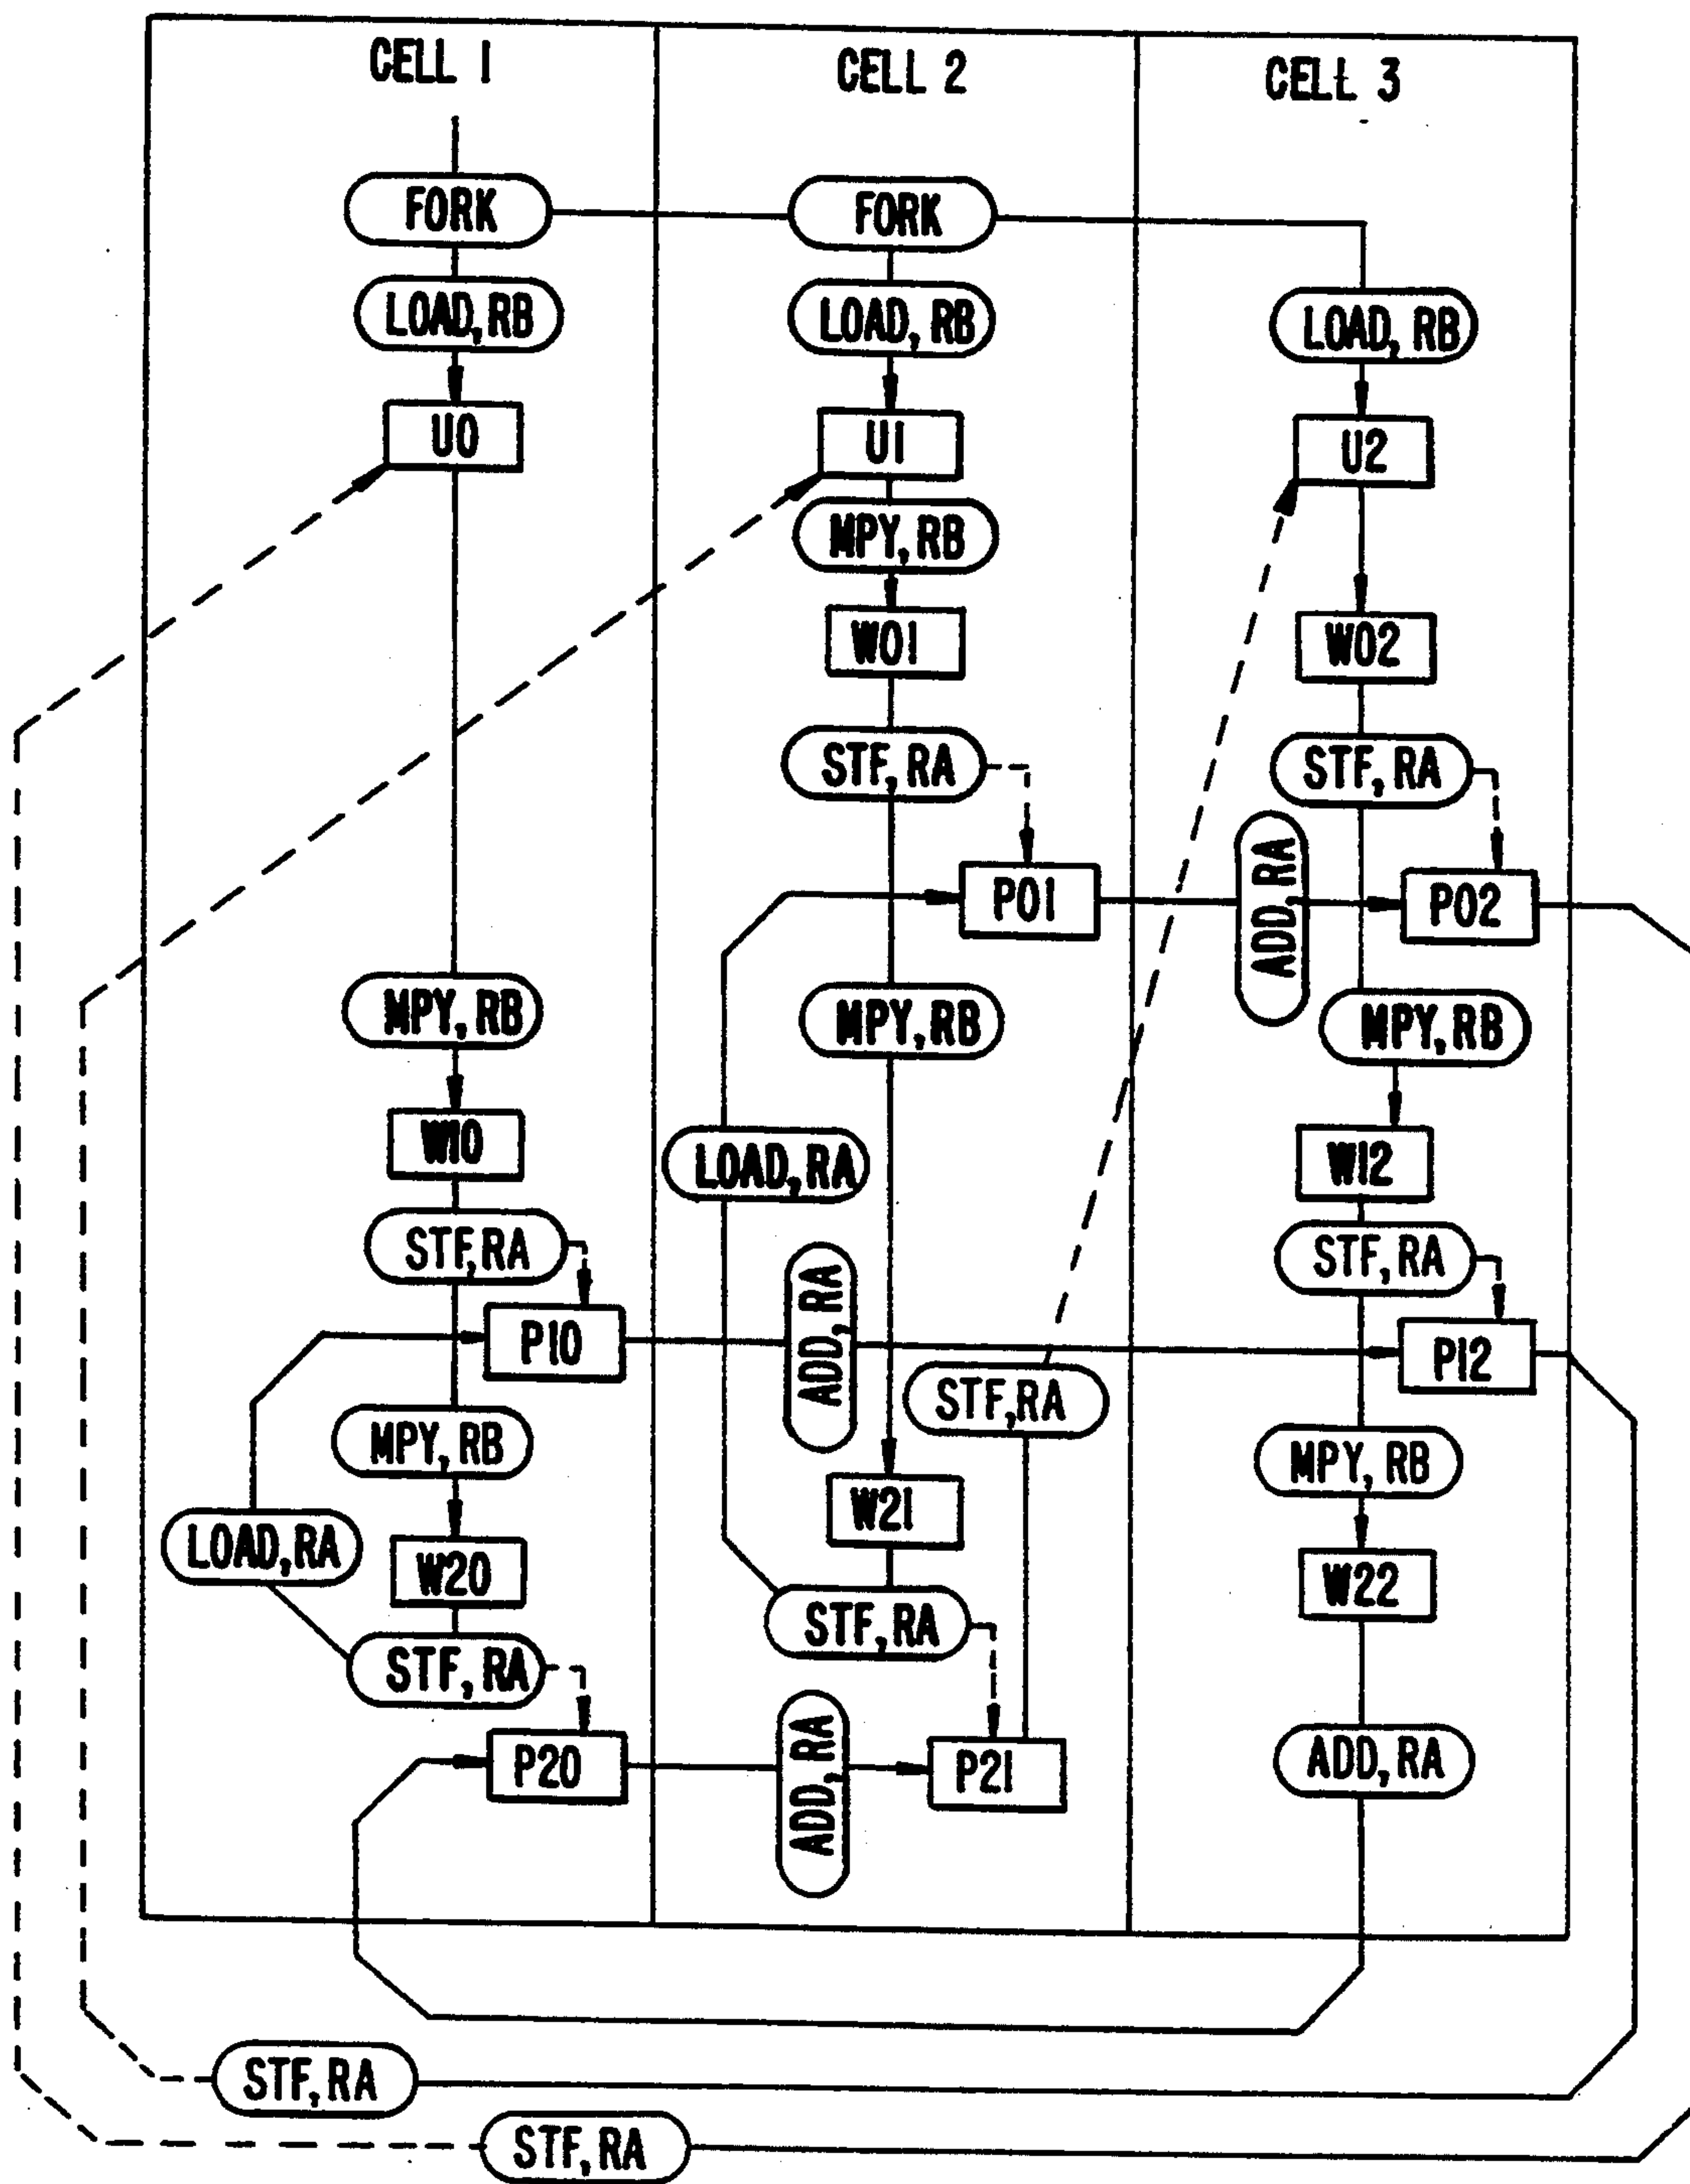 CELL 1
CELL 2
CELL 3
FORK
FORK
LOAD, RB
LOAD, RB
LOAD, RB
U0
U1
U2
MPY, RB
W01
W02
STF, RA
STF, RA
ADD, RA
P01
P02
MPY, RB
MPY, RB
MPY, RB
W10
LOAD, RA
W12
STF, RA
STF, RA
ADD, RA
P10
P12
STF, RA
MPY, RB
MPY, RB
LOAD, RA
W20
W21
W22
STF, RA
STF, RA
ADD, RA
P20
P21
ADD, RA
STF, RA
STF, RA